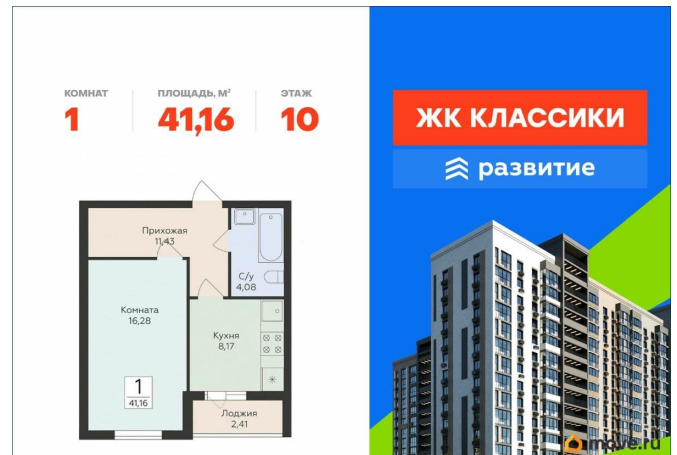 КОМНАТ
1
ПЛОЩАДЬ, М²
41,16
ЭТАЖ
10
ЖК КЛАССИКИ
развитие
Прихожая
11,43
С/у
4,08
Комната
16,28
Кухня
8,17
1
41,16
Лоджия
2,41
move.ru